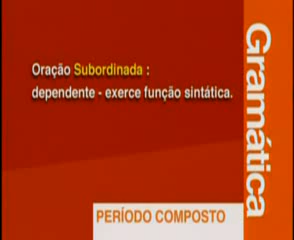 Oração Subordinada :
dependente - exerce função sintática.
Gramática
PERÍODO COMPOSTO